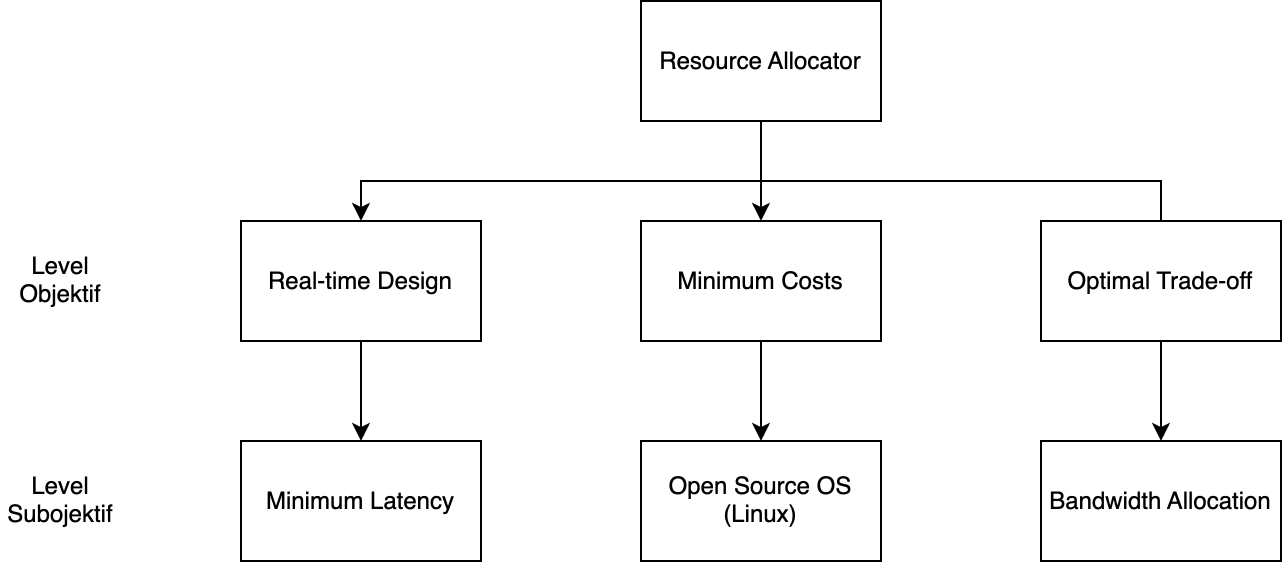 Resource Allocator
Level
Objektif
Real-time Design
Minimum Costs
Optimal Trade-off
Level
Subojektif
Minimum Latency
Open Source OS
(Linux)
Bandwidth Allocation